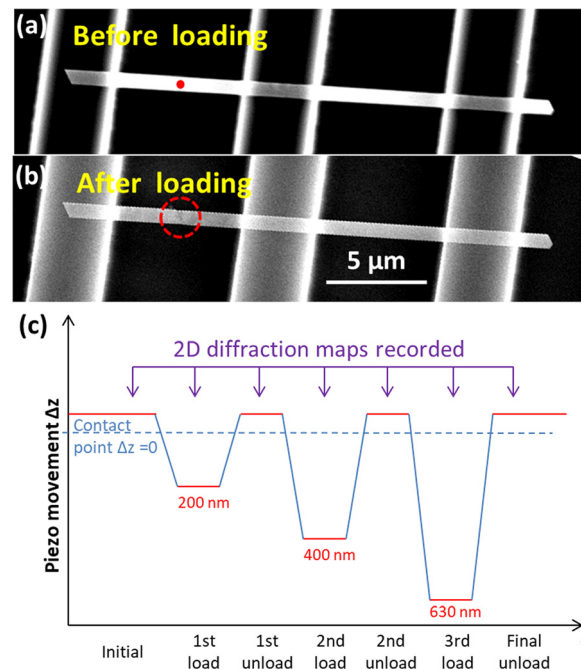 (a)
Before loading
(b)
After loading
5 μm
(c)
2D diffraction maps recorded
Contact
point Δz =0
Piezo movement Δz
200 nm
400 nm
630 nm
Initial
1st
load
1st
unload
2nd
load
2nd
unload
3rd
load
Final
unload